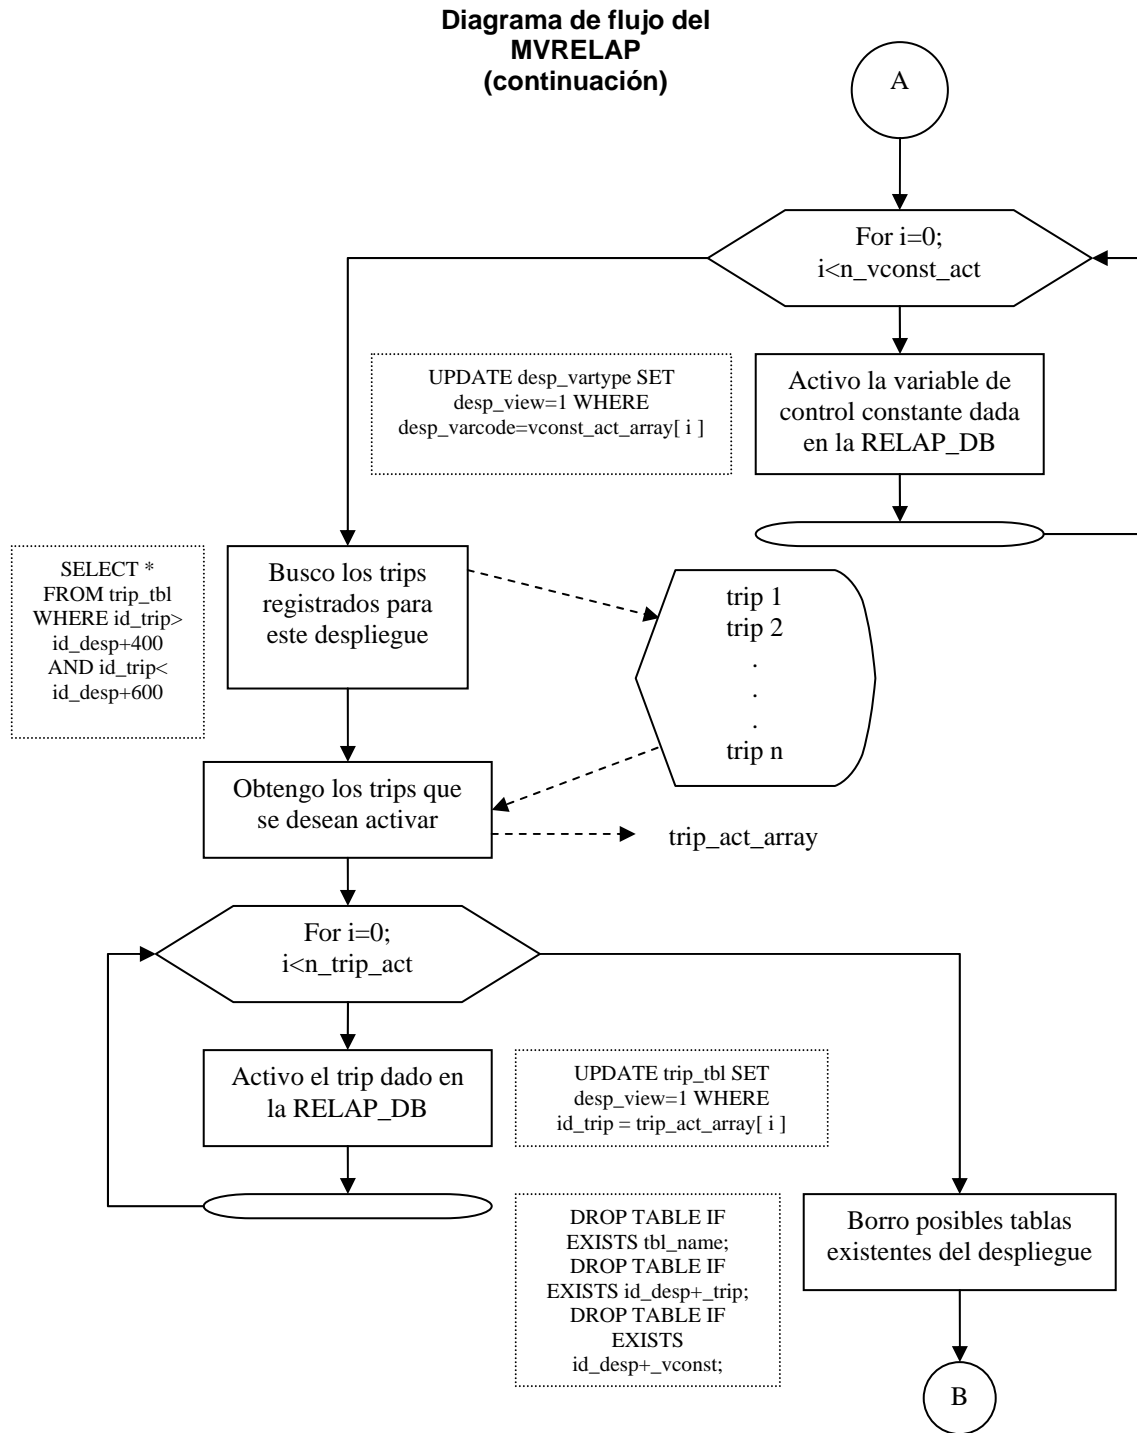 Diagrama de flujo del
MVRELAP
(continuación)
A
For i=0;
i<n_vconst_act
UPDATE desp_vartype SET
desp_view=1 WHERE
desp_varcode=vconst_act_array[ i ]
Activo la variable de
control constante dada
en la RELAP_DB
SELECT *
FROM trip_tbl
WHERE id_trip>
id_desp+400
AND id_trip<
id_desp+600
Busco los trips
registrados para
este despliegue
trip 1
trip 2
.
.
.
trip n
Obtengo los trips que
se desean activar
trip_act_array
For i=0;
i<n_trip_act
Activo el trip dado en
la RELAP_DB
UPDATE trip_tbl SET
desp_view=1 WHERE
id_trip = trip_act_array[ i ]
DROP TABLE IF
EXISTS tbl_name;
DROP TABLE IF
EXISTS id_desp+_trip;
DROP TABLE IF
EXISTS
id_desp+_vconst;
Borro posibles tablas
existentes del despliegue
B